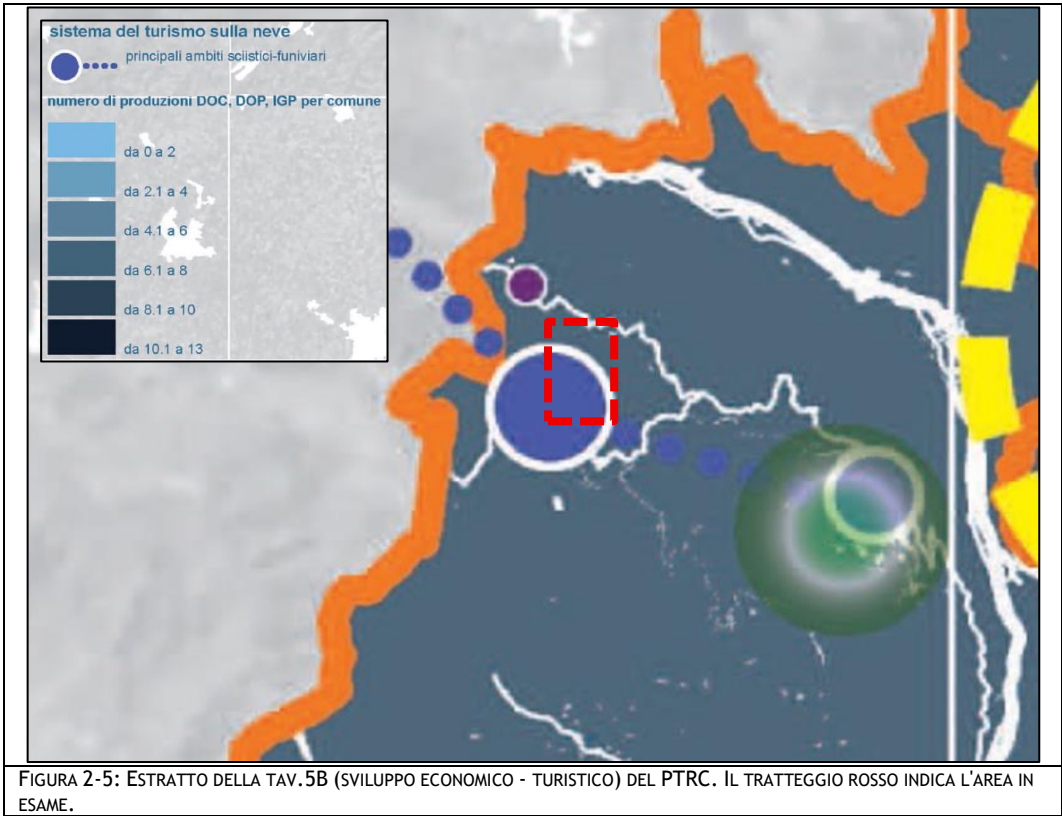 sistema del turismo sulla neve
principali ambiti sciistici-funiviari
numero di produzioni DOC, DOP, IGP per comune
da 0 a 2
da 2.1 a 4
da 4.1 a 6
da 6.1 a 8
da 8.1 a 10
da 10.1 a 13
FIGURA 2-5: ESTRATTO DELLA TAV.5B (SVILUPPO ECONOMICO - TURISTICO) DEL PTRC. IL TRATTEGGIO ROSSO INDICA L'AREA IN
ESAME.